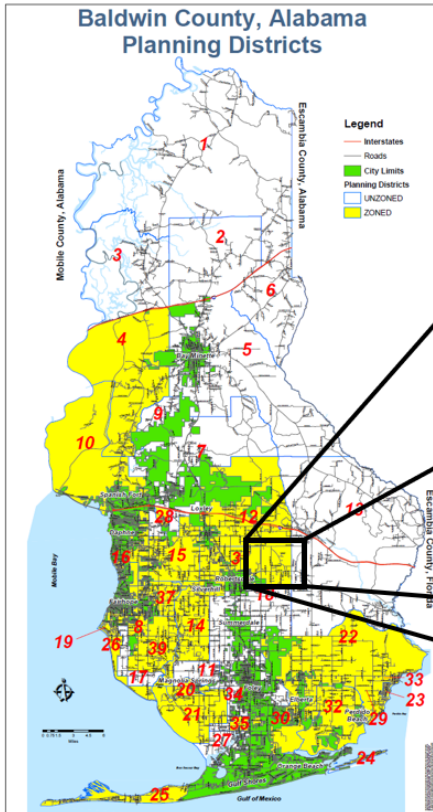 Baldwin County, Alabama
Planning Districts
Escambia County, Alabama
Mobile County, Alabama
Legend
Interstates
Roads
City Limits
Planning Districts
UNZONED
ZONED
1
2
3
6
4
Bay Minette
5
9
10
7
Spanish Fort
13
28
Loxley
12
Daphne
16
15
Mobile Bay
Robertsdale
Escambia County, Florida
37
Silverhill
Fairhope
8
14
Summerdale
22
19
26
39
17
11
33
Magnolia Springs
20
34
Foley
Elberta
23
21
32
Perdido
Beach
35
30
29
27
24
Orange Beach
Gulf Shores
25
Gulf of Mexico
Miles